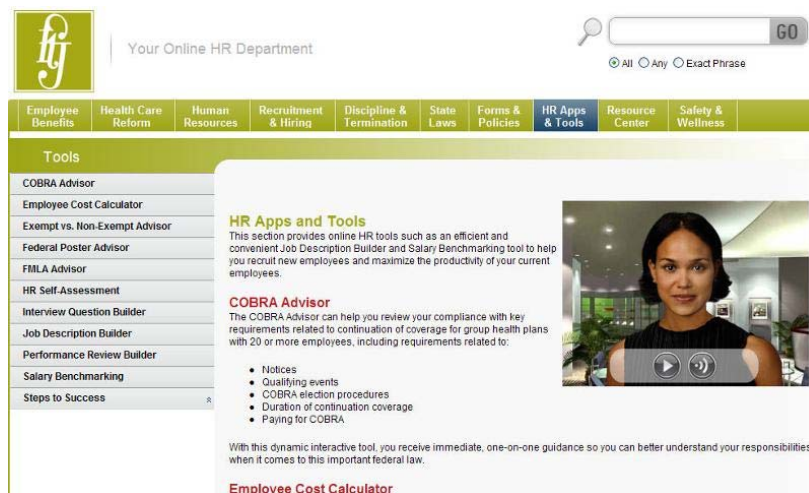 fhj
Your Online HR Department
GO
All Any Exact Phrase
Employee Benefits
Health Care Reform
Human Resources
Recruitment & Hiring
Discipline & Termination
State Laws
Forms & Policies
HR Apps & Tools
Resource Center
Safety & Wellness
Tools
COBRA Advisor
Employee Cost Calculator
Exempt vs. Non-Exempt Advisor
Federal Poster Advisor
FMLA Advisor
HR Self-Assessment
Interview Question Builder
Job Description Builder
Performance Review Builder
Salary Benchmarking
Steps to Success
HR Apps and Tools
This section provides online HR tools such as an efficient and
convenient Job Description Builder and Salary Benchmarking tool to help
you recruit new employees and maximize the productivity of your current
employees.
COBRA Advisor
The COBRA Advisor can help you review your compliance with key
requirements related to continuation of coverage for group health plans
with 20 or more employees, including requirements related to:
• Notices
• Qualifying events
• COBRA election procedures
• Duration of continuation coverage
• Paying for COBRA
With this dynamic interactive tool, you receive immediate, one-on-one guidance so you can better understand your responsibilities
when it comes to this important federal law.
Employee Cost Calculator